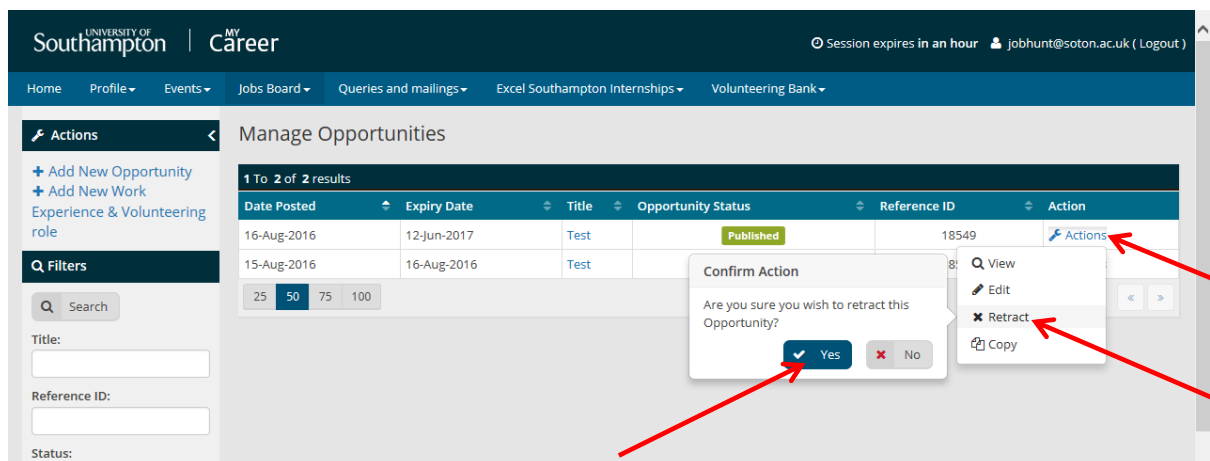 UNIVERSITY OF
Southampton | MY Career
Session expires in an hour jobhunt@soton.ac.uk ( Logout )
Home Profile Events Jobs Board Queries and mailings Excel Southampton Internships Volunteering Bank
Actions
+ Add New Opportunity
+ Add New Work
Experience & Volunteering
role
Filters
Search
Title:
Reference ID:
Status:
Manage Opportunities
1 To 2 of 2 results
Date Posted Expiry Date Title Opportunity Status Reference ID Action
16-Aug-2016 12-Jun-2017 Test Published 18549 Actions
15-Aug-2016 16-Aug-2016 Test
25 50 75 100 « »
Confirm Action
Are you sure you wish to retract this
Opportunity?
Yes No
View
Edit
Retract
Copy